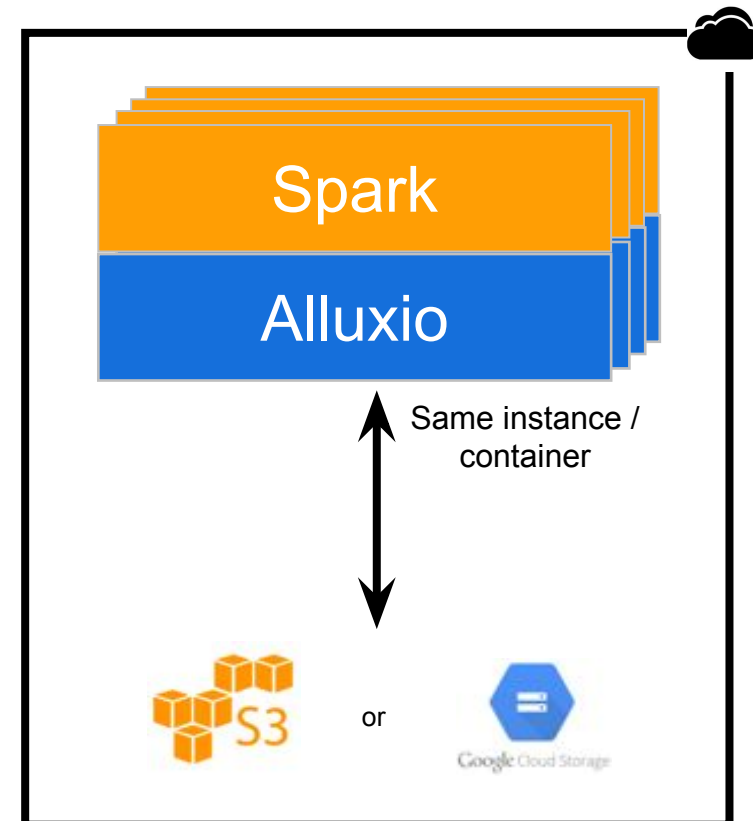 Spark
Alluxio
Same instance /
container
S3
or
Google Cloud Storage